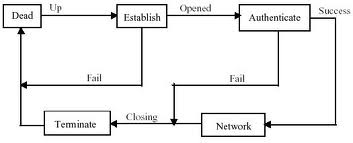 Dead
Up
Establish
Opened
Authenticate
Success
Fail
Fail
Terminate
Closing
Network